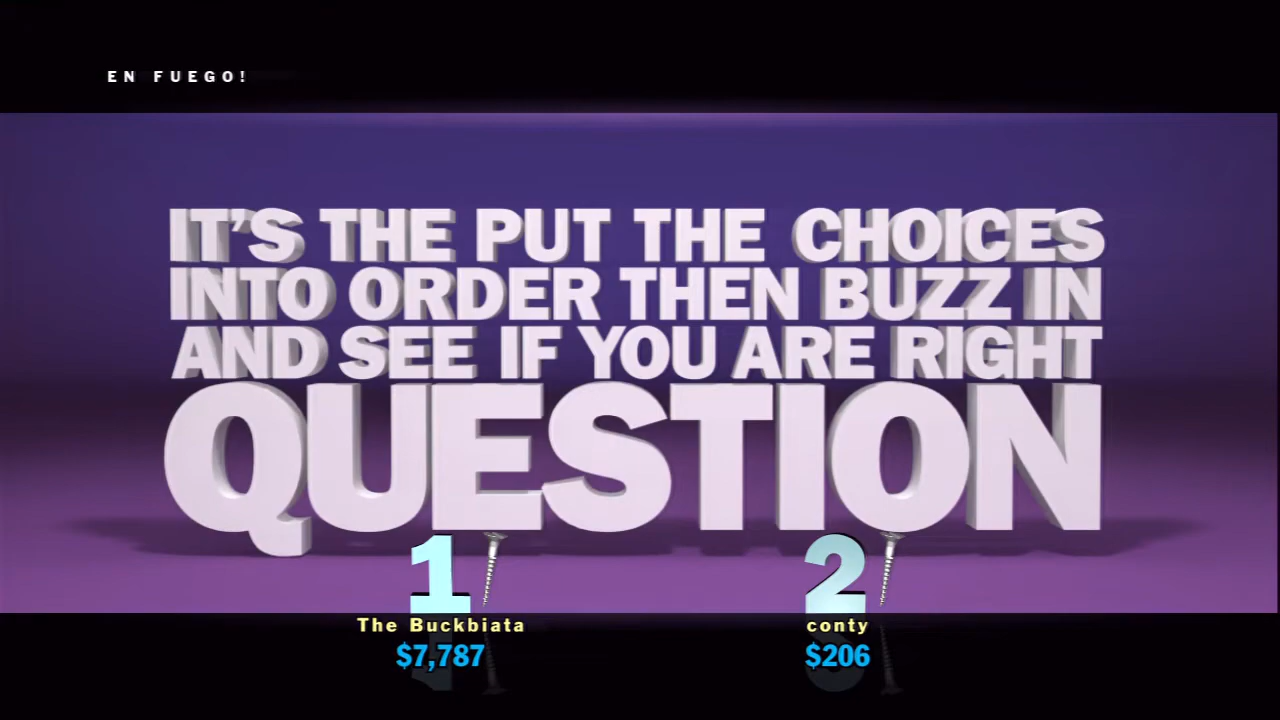 EN FUEGO!
IT'S THE PUT THE CHOICES
INTO ORDER THEN BUZZ IN
AND SEE IF YOU ARE RIGHT
QUESTION
1 2
The Buckbiata conty
$7,787 $206